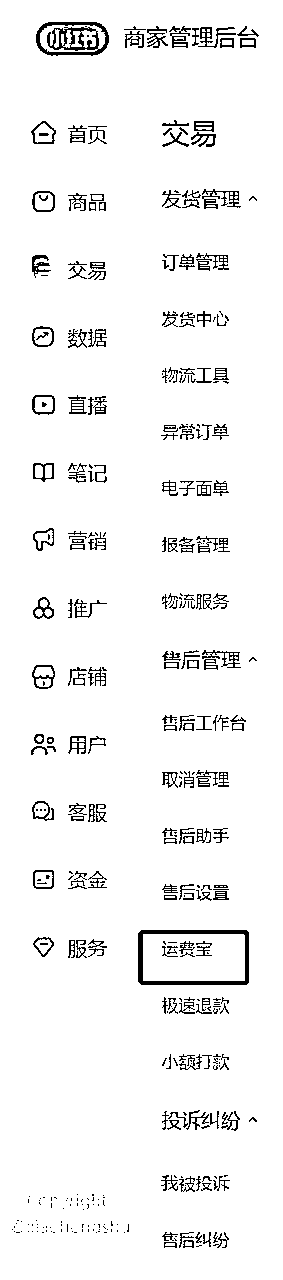 小红书 商家管理后台
首页
商品
交易
数据
直播
笔记
营销
推广
店铺
用户
客服
资金
服务
交易
发货管理
订单管理
发货中心
物流工具
异常订单
电子面单
报备管理
物流服务
售后管理
售后工作台
取消管理
售后助手
售后设置
运费宝
极速退款
小额打款
投诉纠纷
我被投诉
售后纠纷
Copyright